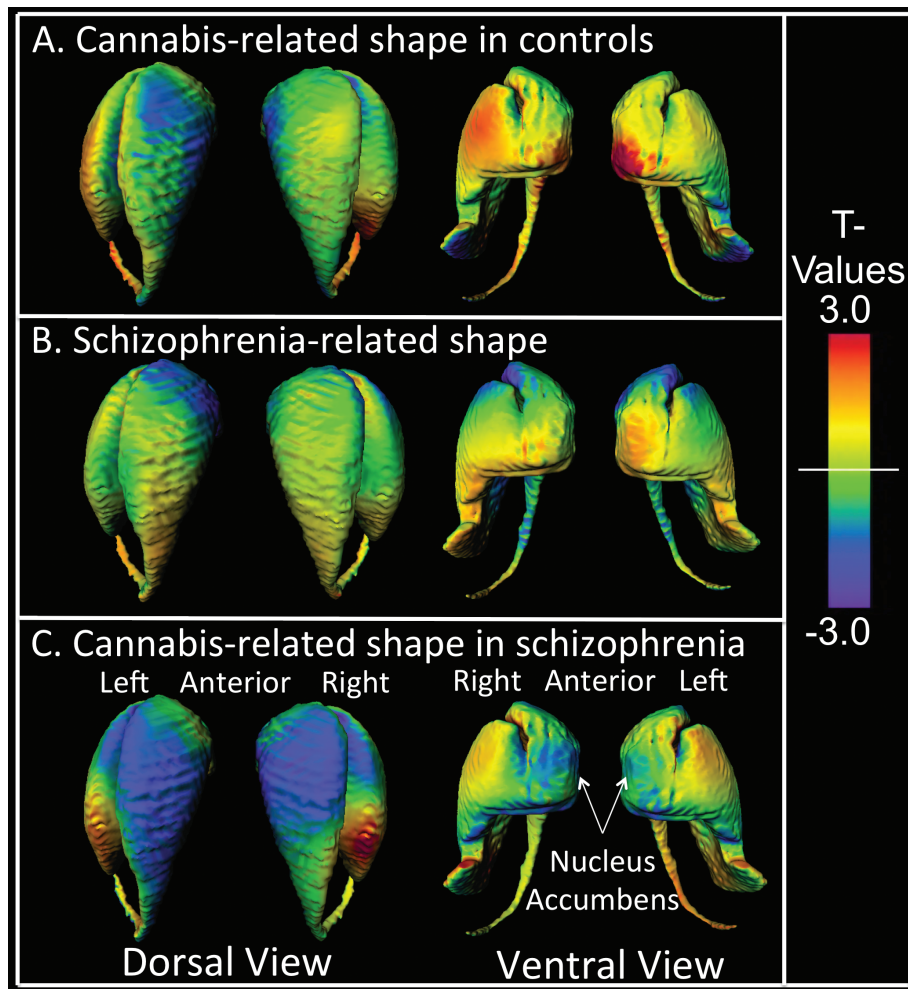 A. Cannabis-related shape in controls
B. Schizophrenia-related shape
C. Cannabis-related shape in schizophrenia
Left Anterior Right
Right Anterior Left
Nucleus
Accumbens
Dorsal View
Ventral View
T-
Values
3.0
-3.0